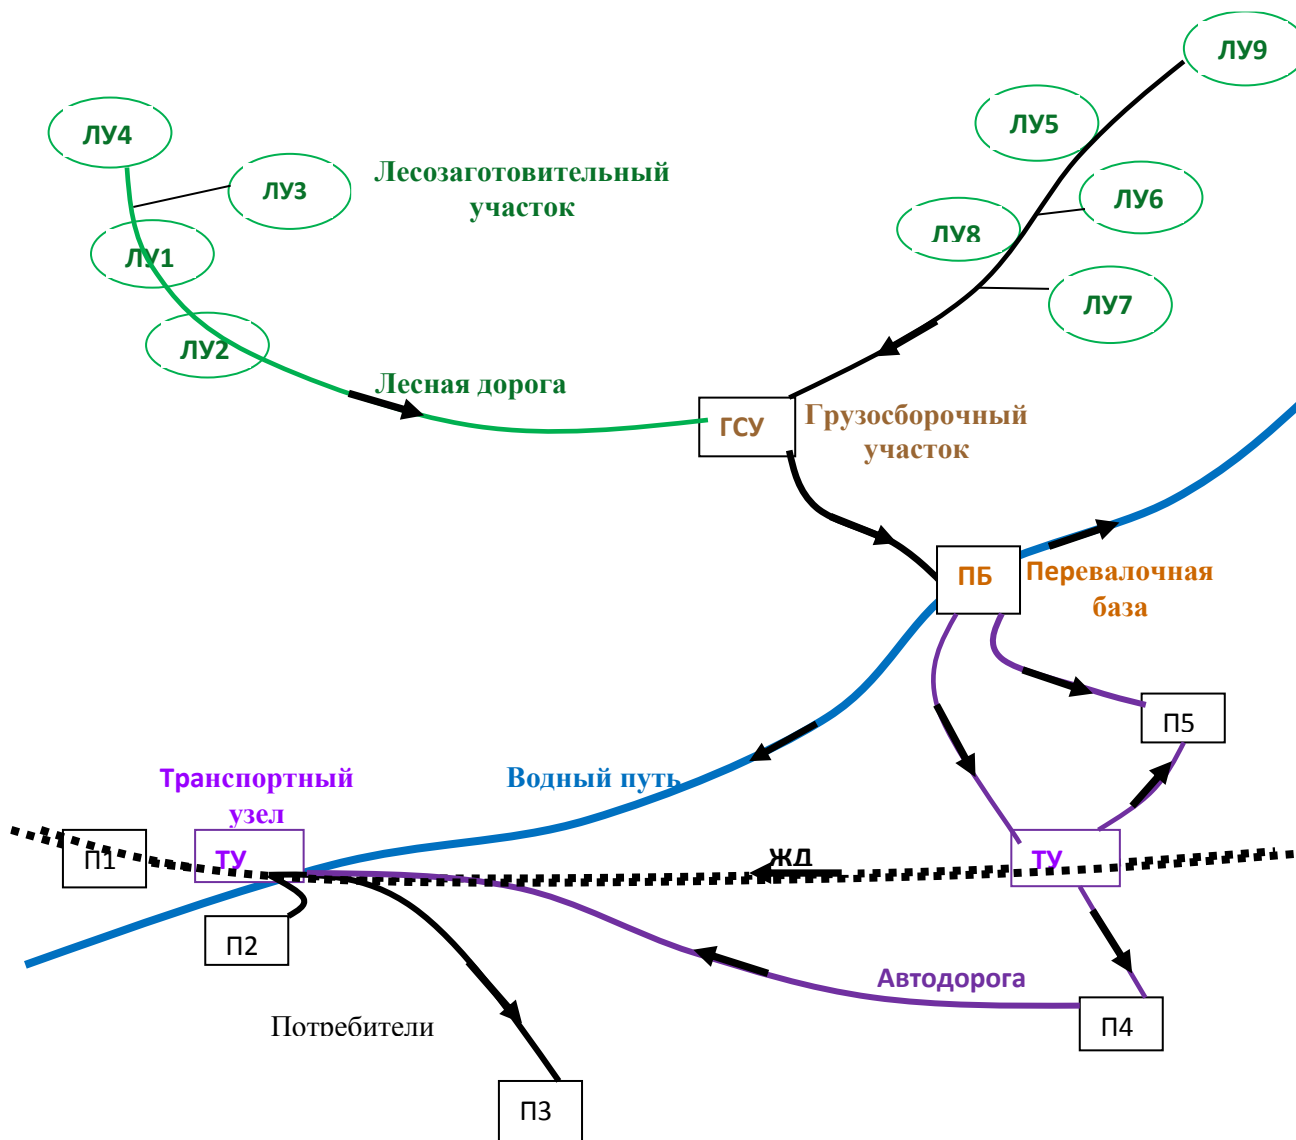 ЛУ9
ЛУ5
ЛУ4
ЛУ3
Лесозаготовительный
участок
ЛУ6
ЛУ8
ЛУ1
ЛУ7
ЛУ2
Лесная дорога
ГСУ
Грузосборочный
участок
ПБ
Перевалочная
база
П5
Транспортный
узел
Водный путь
П1
ТУ
ЖД
ТУ
П2
Автодорога
Потребители
П4
П3